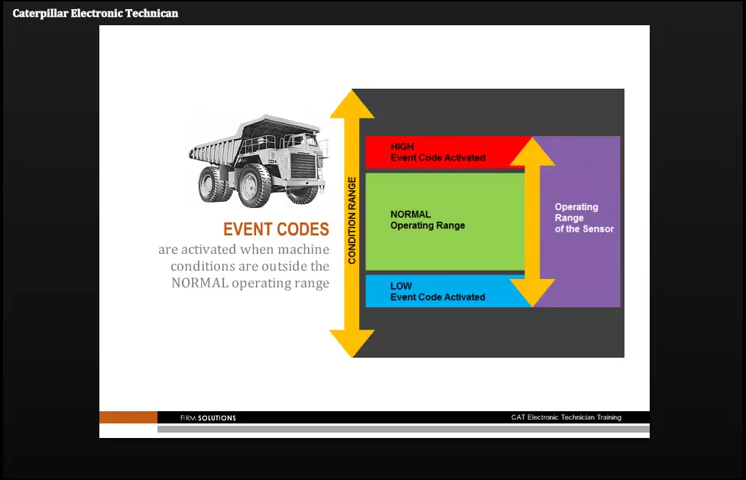 Caterpillar Electronic Technican
EVENT CODES
are activated when machine
conditions are outside the
NORMAL operating range
CONDITION RANGE
HIGH
Event Code Activated
NORMAL
Operating Range
LOW
Event Code Activated
Operating
Range
of the Sensor
FIRM SOLUTIONS
CAT Electronic Technician Training